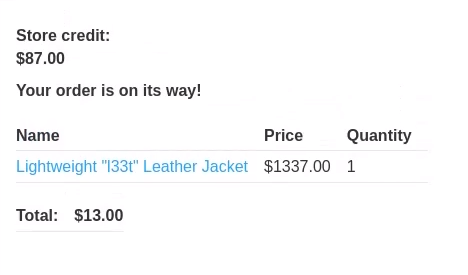 Store credit:
$87.00
Your order is on its way!
Name Price Quantity
Lightweight "l33t" Leather Jacket $1337.00 1
Total: $13.00